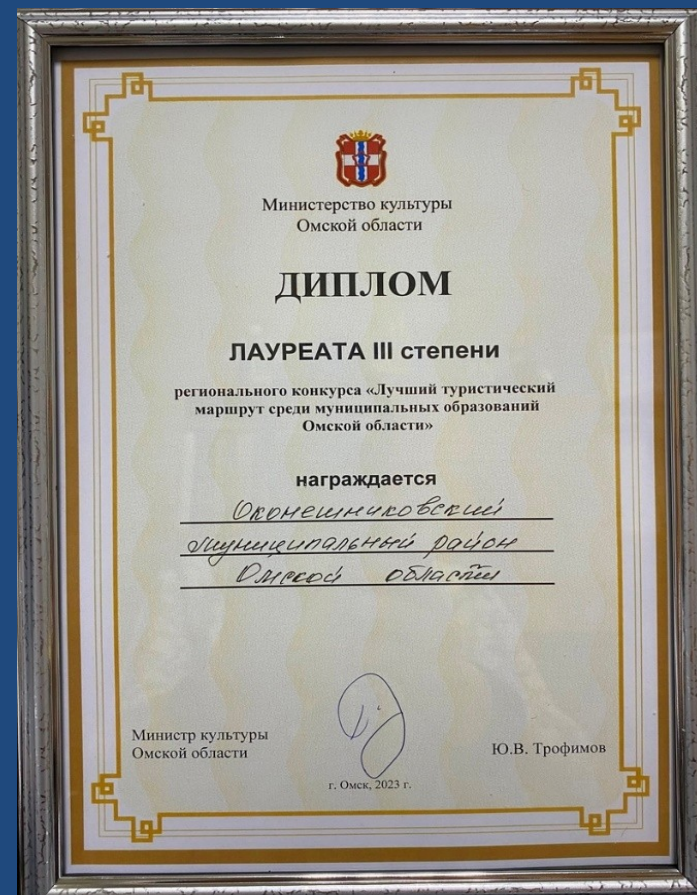 Министерство культуры
Омской области
ДИПЛОМ
ЛАУРЕАТА III степени
регионального конкурса «Лучший туристический
маршрут среди муниципальных образований
Омской области»
награждается
Оконешниковский
муниципальный район
Омской области
Министр культуры
Омской области
Ю.В. Трофимов
г. Омск, 2023 г.